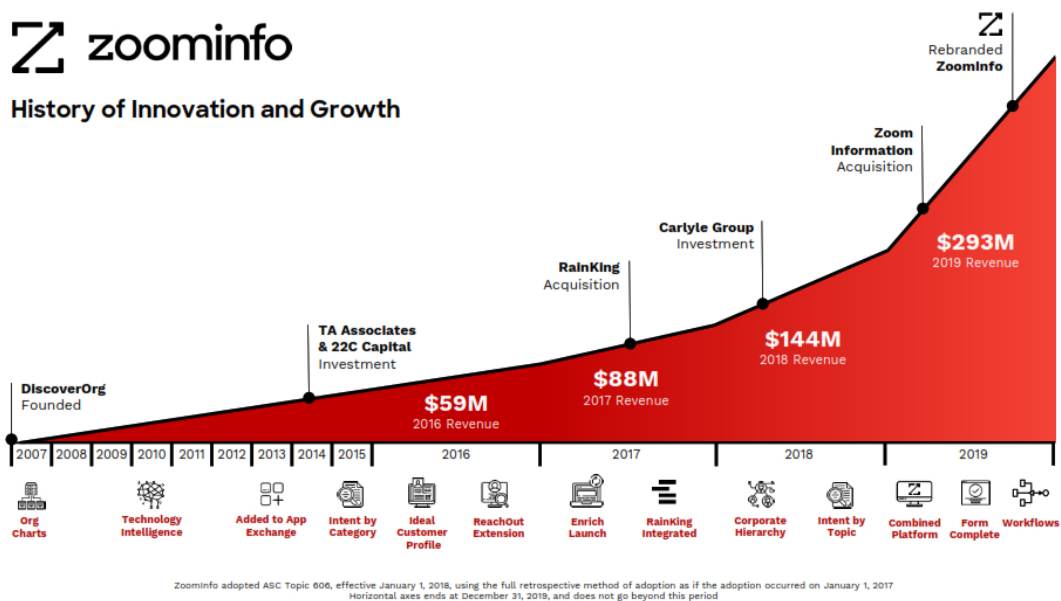 zoominfo
History of Innovation and Growth
Rebranded
ZoomInfo
Zoom
Information
Acquisition
Carlyle Group
Investment
RainKing
Acquisition
TA Associates
& 22C Capital
Investment
DiscoverOrg
Founded
$59M
2016 Revenue
$88M
2017 Revenue
$144M
2018 Revenue
$293M
2019 Revenue
2007 2008 2009 2010 2011 2012 2013 2014 2015 2016 2017 2018 2019
Org
Charts
Technology
Intelligence
Added to App
Exchange
Intent by
Category
Ideal
Customer
Profile
ReachOut
Extension
Enrich
Launch
RainKing
Integrated
Corporate
Hierarchy
Intent by
Topic
Combined
Platform
Form
Complete
Workflows
ZoomInfo adopted ASC Topic 606, effective January 1, 2018, using the full retrospective method of adoption as if the adoption occurred on January 1, 2017
Horizontal axes ends at December 31, 2019, and does not go beyond this period